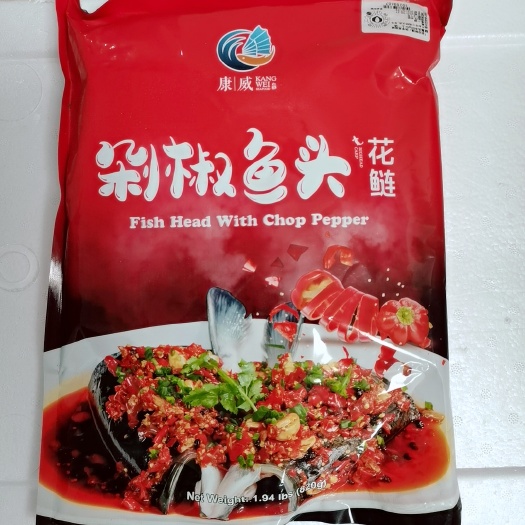 康威 KANG WEI
剁椒鱼头
花鲢
Fish Head With Chop Pepper
Net Weight: 1.94 lbs (880g)